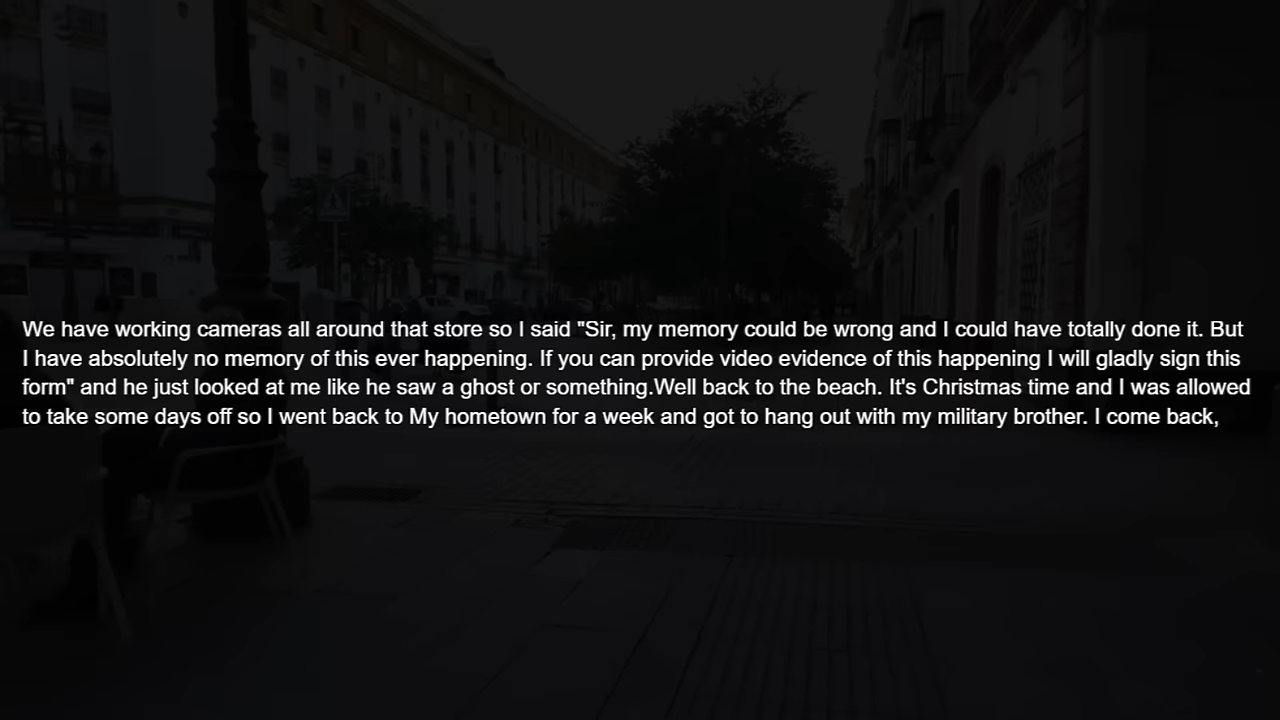 We have working cameras all around that store so I said "Sir, my memory could be wrong and I could have totally done it. But
I have absolutely no memory of this ever happening. If you can provide video evidence of this happening I will gladly sign this
form" and he just looked at me like he saw a ghost or something.Well back to the beach. It's Christmas time and I was allowed
to take some days off so I went back to My hometown for a week and got to hang out with my military brother. I come back,